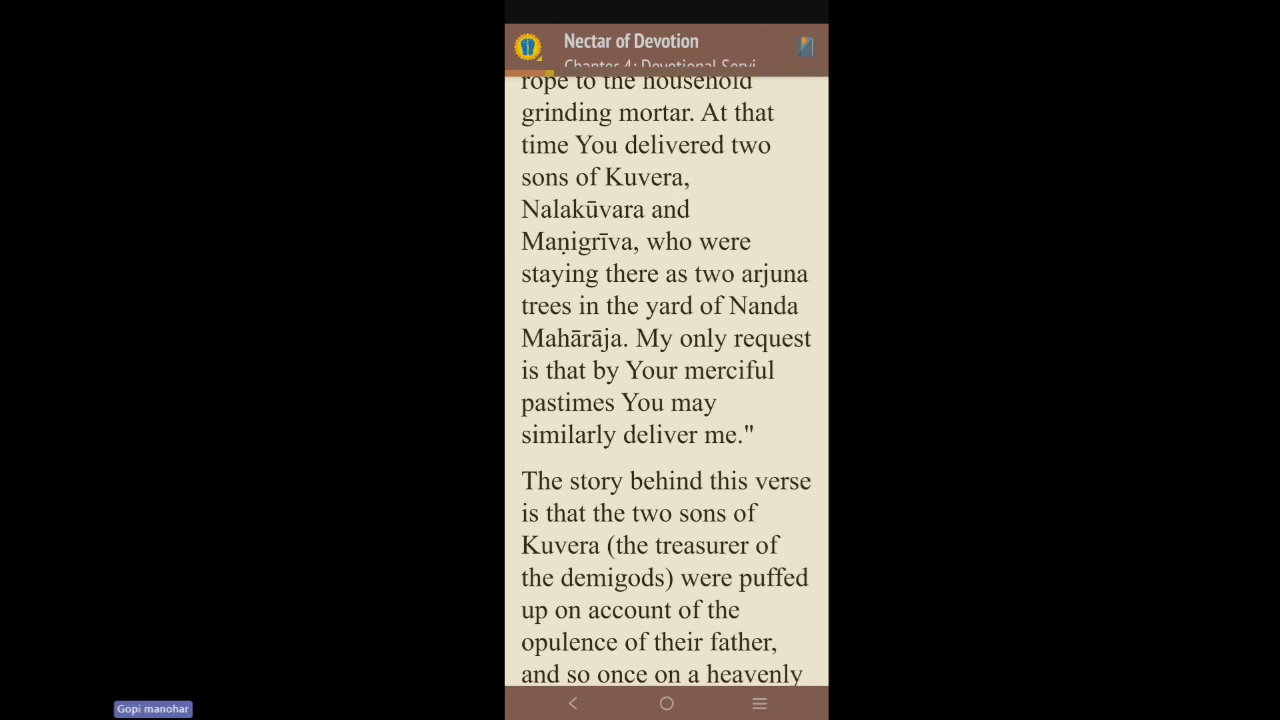 Nectar of Devotion
Chapter 4: Devotional Servi
rope to the household
grinding mortar. At that
time You delivered two
sons of Kuvera,
Nalakūvara and
Maṇigrīva, who were
staying there as two arjuna
trees in the yard of Nanda
Mahārāja. My only request
is that by Your merciful
pastimes You may
similarly deliver me."
The story behind this verse
is that the two sons of
Kuvera (the treasurer of
the demigods) were puffed
up on account of the
opulence of their father,
and so once on a heavenly
Gopi manohar